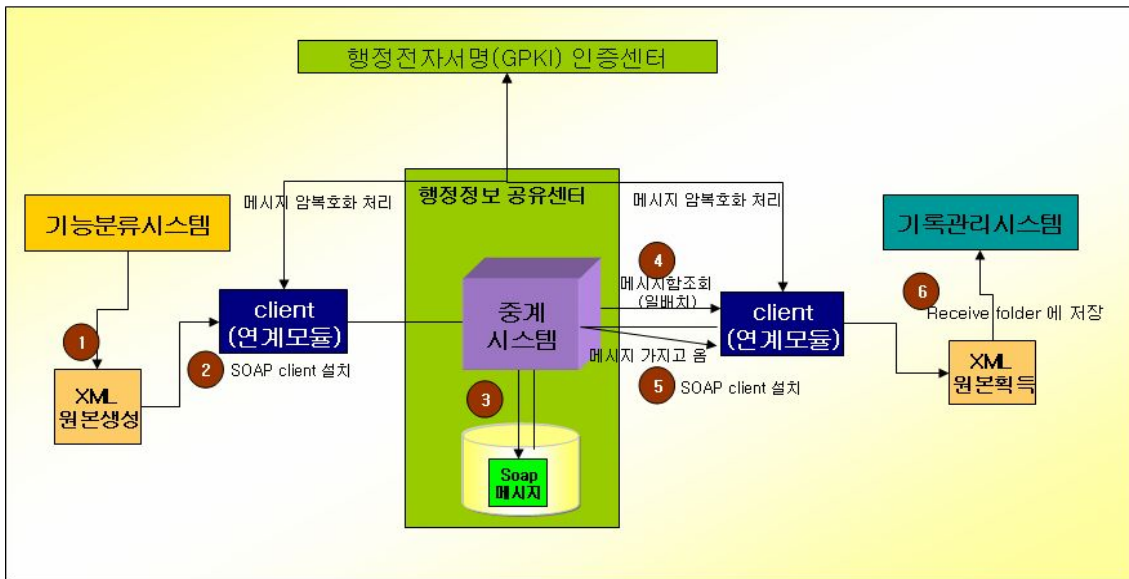 행정전자서명(GPKI) 인증센터
행정정보 공유센터
메시지 암복호화 처리
메시지 암복호화 처리
기능분류시스템
기록관리시스템
4
메시지함조회
(일배치)
중계
시스템
client
(연계모듈)
client
(연계모듈)
6
Receive folder 에 저장
1
2
SOAP client 설치
메시지 가지고 옴
5
SOAP client 설치
XML
원본생성
XML
원본획득
3
Soap
메시지